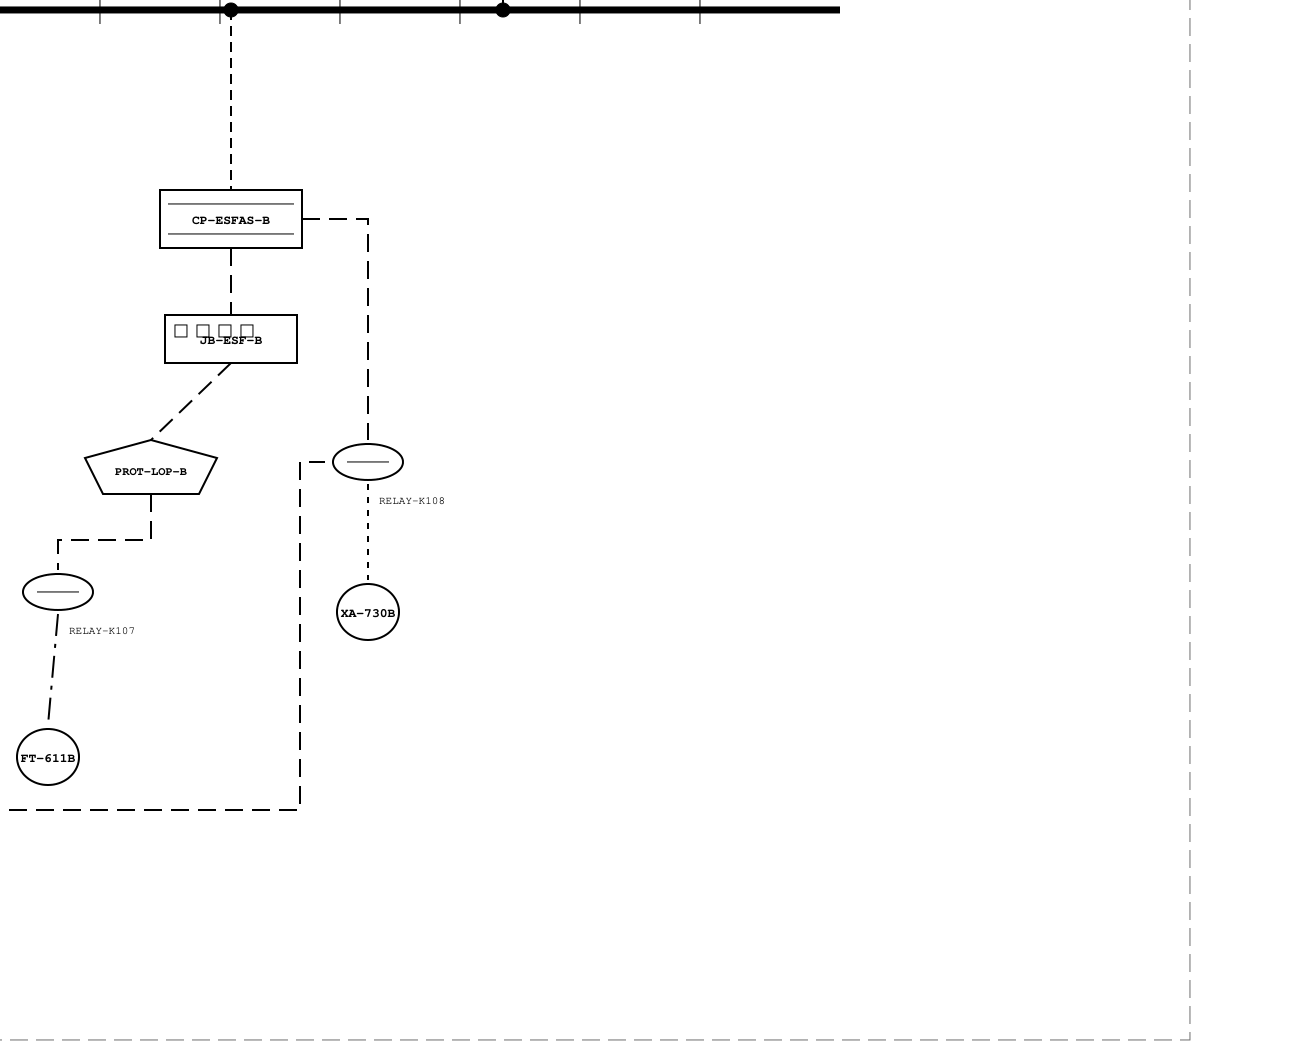 CP-ESFAS-B
JB-ESF-B
PROT-LOP-B
RELAY-K108
XA-730B
RELAY-K107
FT-611B